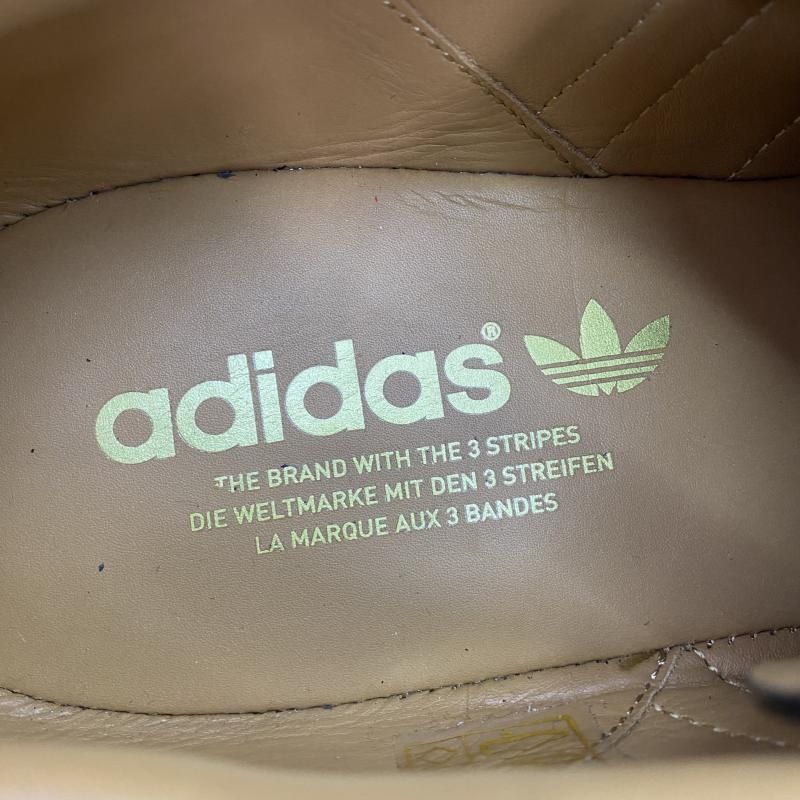 adidas®
THE BRAND WITH THE 3 STRIPES
DIE WELTMARKE MIT DEN 3 STREIFEN
LA MARQUE AUX 3 BANDES